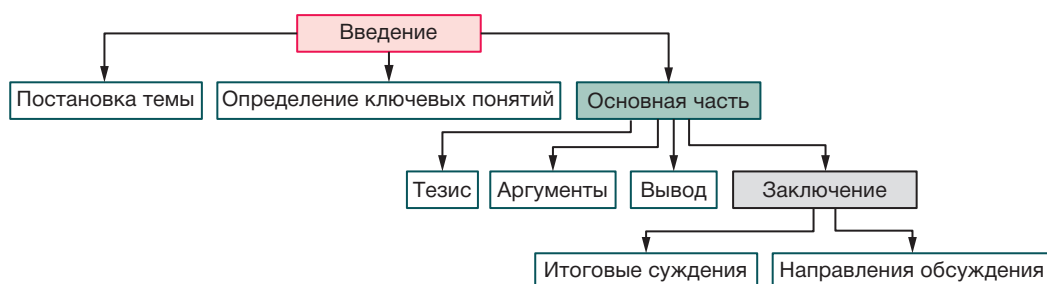 Введение
Постановка темы
Определение ключевых понятий
Основная часть
Тезис
Аргументы
Вывод
Заключение
Итоговые суждения
Направления обсуждения